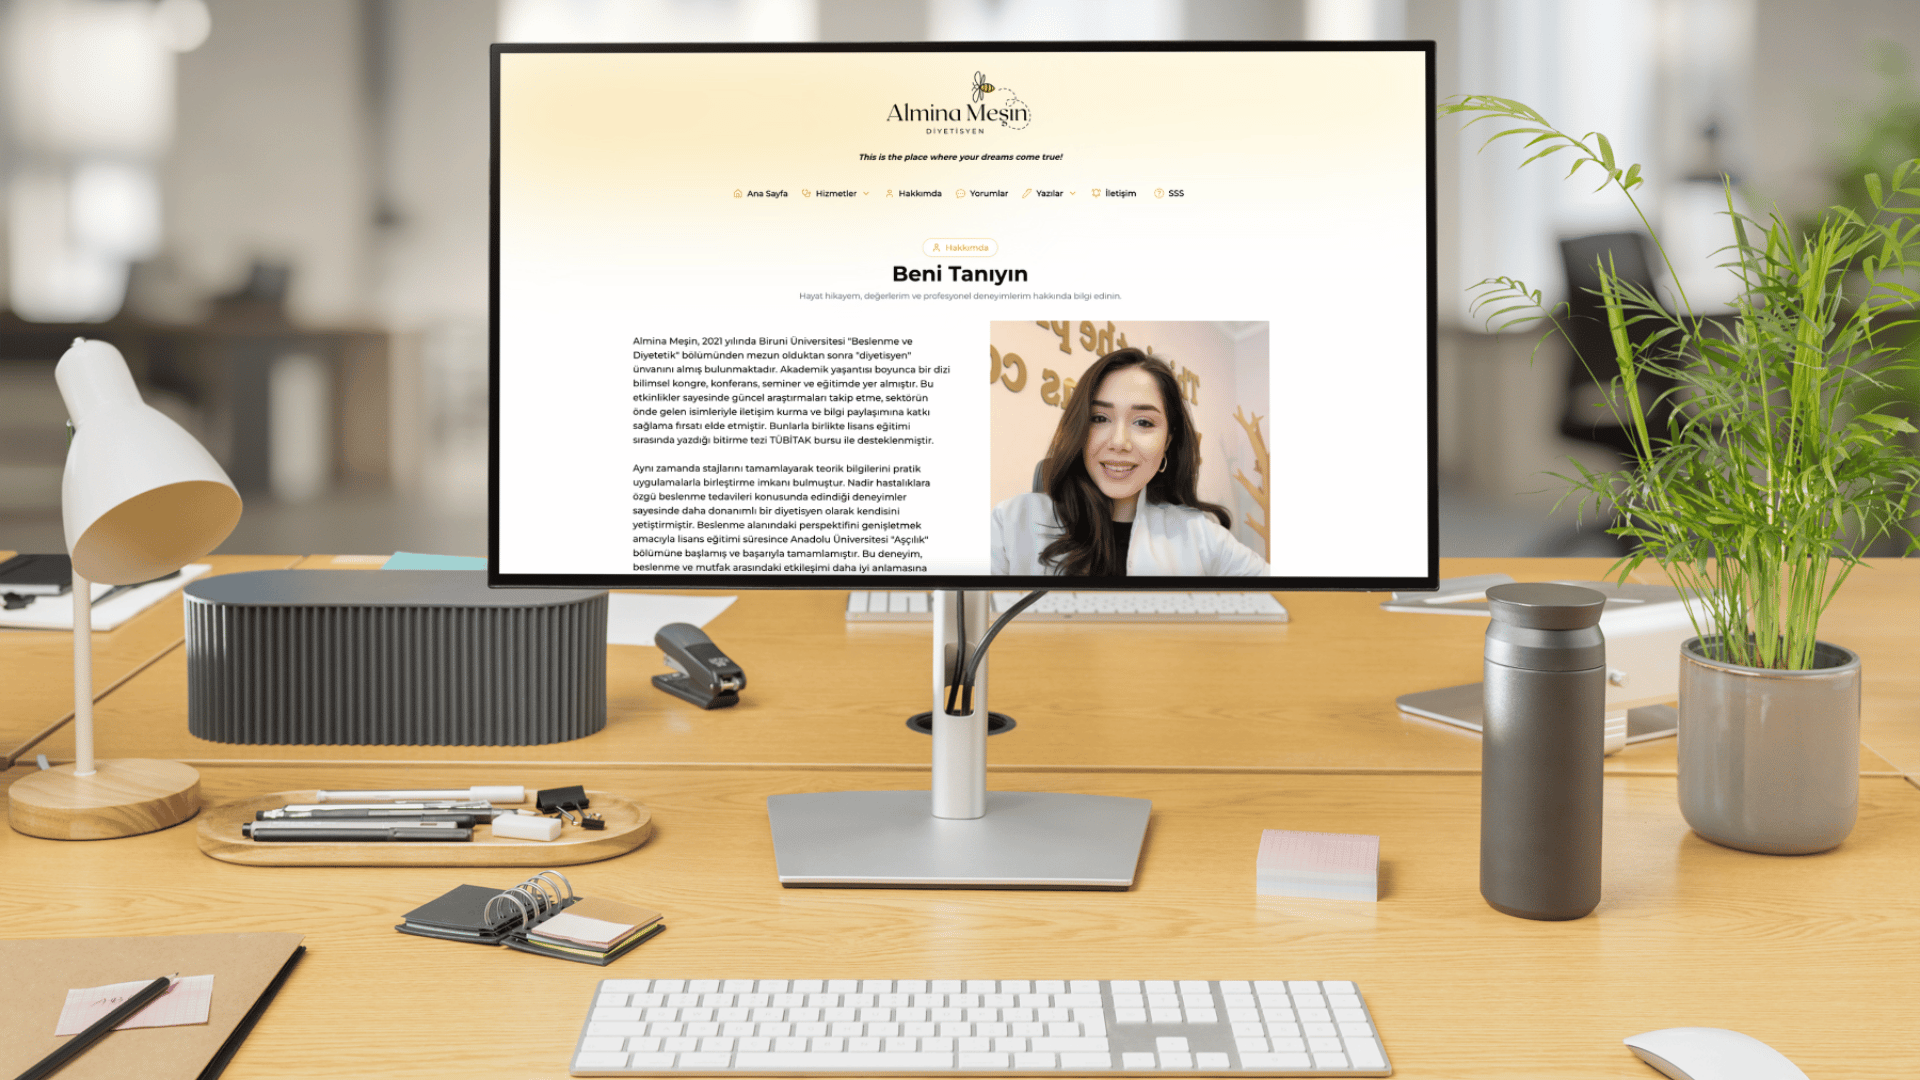 Almina Meşin
DİYETİSYEN
This is the place where your dreams come true!
Ana Sayfa Hizmetler Hakkımda Yorumlar Yazılar İletişim SSS
Hakkımda
Beni Tanıyın
Hayat hikayem, değerlerim ve profesyonel deneyimlerim hakkında bilgi edinin.
Almina Meşin, 2021 yılında Biruni Üniversitesi "Beslenme ve
Diyetetik" bölümünden mezun olduktan sonra "diyetisyen"
ünvanını almış bulunmaktadır. Akademik yaşantısı boyunca bir dizi
bilimsel kongre, konferans, seminer ve eğitimde yer almıştır. Bu
etkinlikler sayesinde güncel araştırmaları takip etme, sektörün
önde gelen isimleriyle iletişim kurma ve bilgi paylaşımına katkı
sağlama fırsatı elde etmiştir. Bunlarla birlikte lisans eğitimi
sırasında yazdığı bitirme tezi TÜBİTAK bursu ile desteklenmiştir.
Aynı zamanda stajlarını tamamlayarak teorik bilgilerini pratik
uygulamalarla birleştirme imkanı bulmuştur. Nadir hastalıklara
özgü beslenme tedavileri konusunda edindiği deneyimler
sayesinde daha donanımlı bir diyetisyen olarak kendisini
yetiştirmiştir. Beslenme alanındaki perspektifini genişletmek
amacıyla lisans eğitimi süresince Anadolu Üniversitesi "Aşçılık"
bölümüne başlamış ve başarıyla tamamlamıştır. Bu deneyim,
beslenme ve mutfak arasındaki etkileşimi daha iyi anlamasına
the p
as co